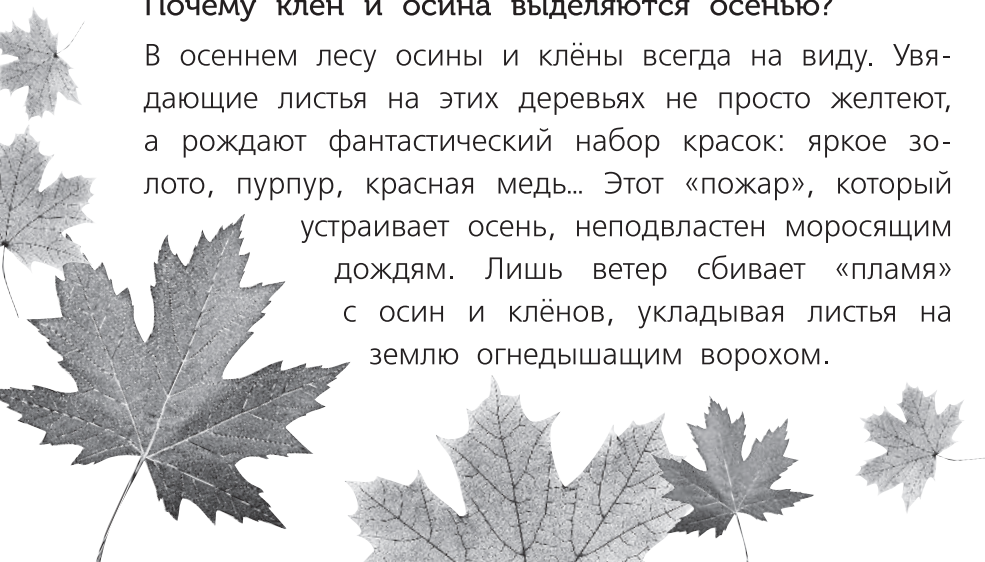 Почему клён и осина выделяются осенью?
В осеннем лесу осины и клёны всегда на виду. Увя-
дающие листья на этих деревьях не просто желтеют,
а рождают фантастический набор красок: яркое зо-
лото, пурпур, красная медь... Этот «пожар», который
устраивает осень, неподвластен моросящим
дождям. Лишь ветер сбивает «пламя»
с осин и клёнов, укладывая листья на
землю огнедышащим ворохом.